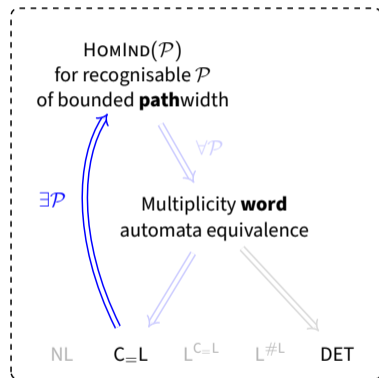 HomInd(𝒫)
for recognisable 𝒫
of bounded pathwidth
∀𝒫
∃𝒫
Multiplicity word
automata equivalence
NL C₌L L^C₌L L^#L DET